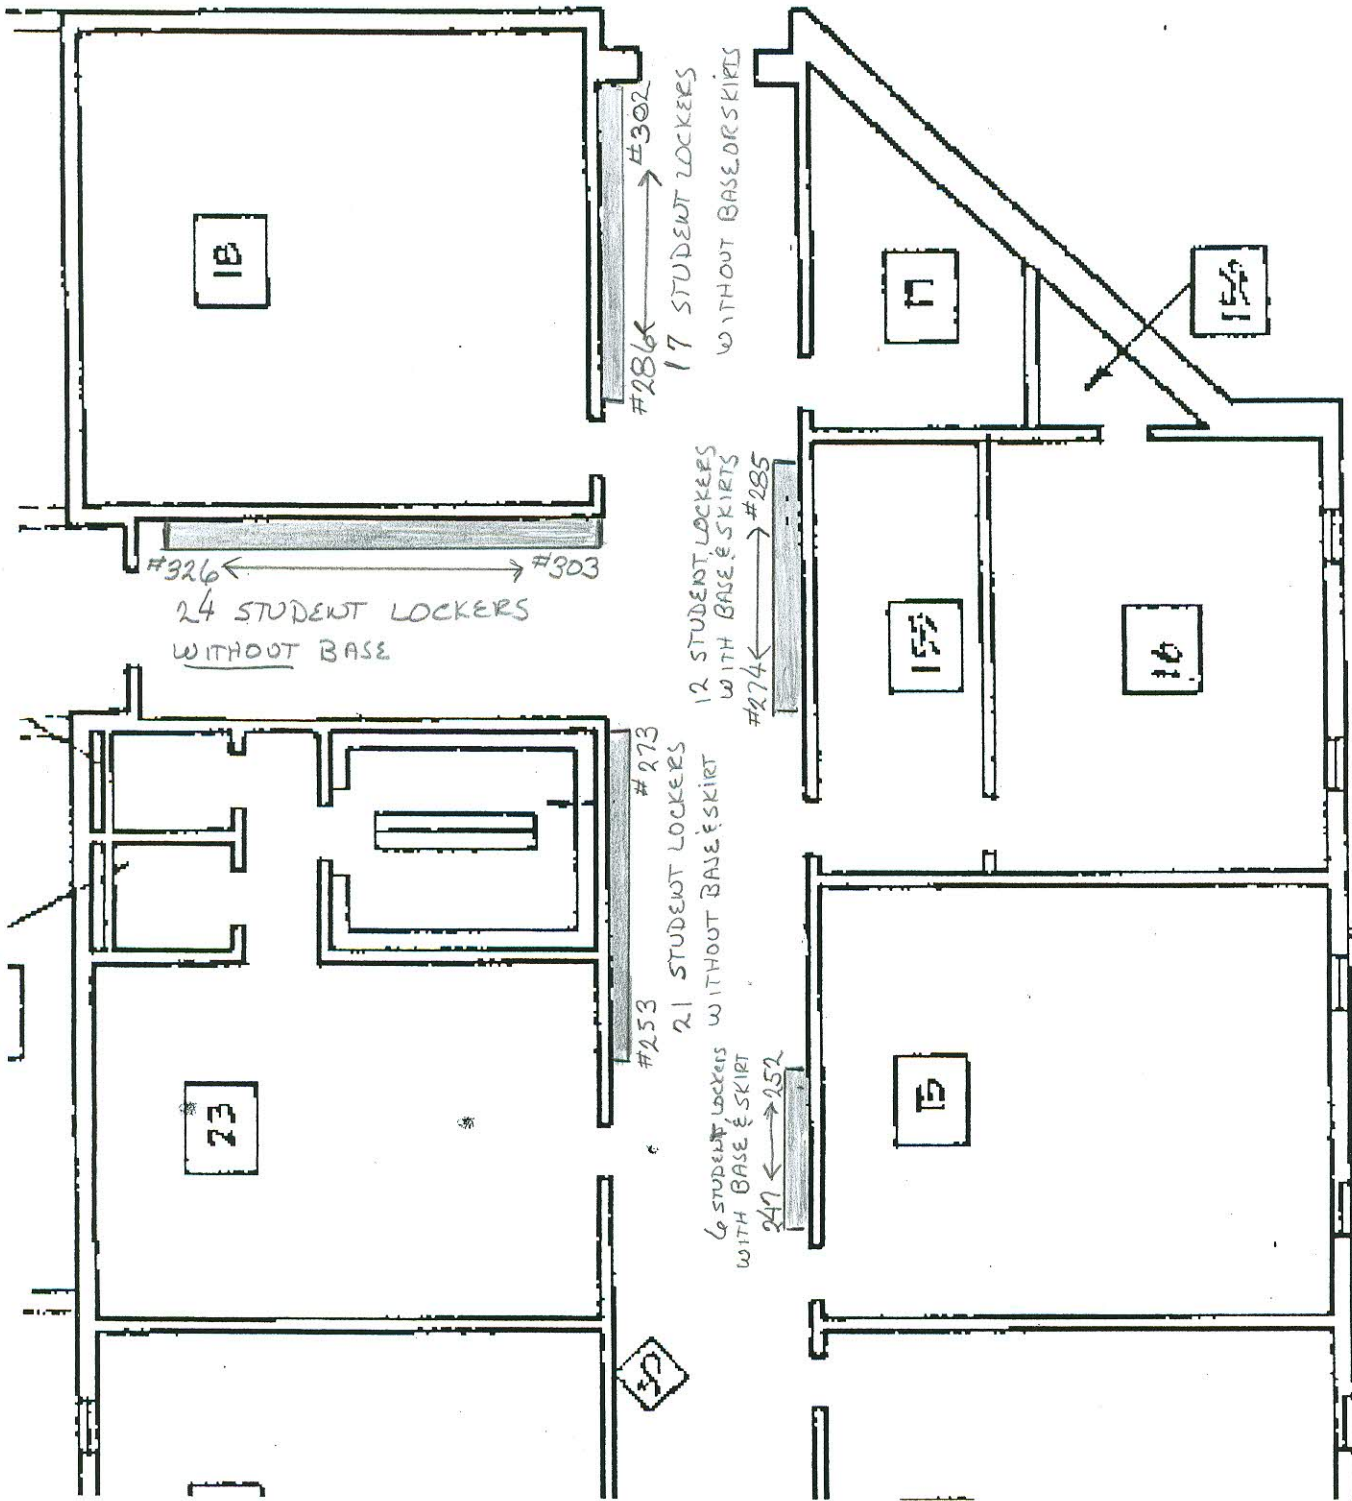 18
#286 ↔ #302
17 STUDENT LOCKERS
WITHOUT BASE OR SKIRTS
17
#326 ↔ #303
24 STUDENT LOCKERS
WITHOUT BASE
12 STUDENT LOCKERS
WITH BASE & SKIRTS
#274 ↔ #285
16
#253 #273
21 STUDENT LOCKERS
WITHOUT BASE & SKIRT
23
6 STUDENT LOCKERS
WITH BASE & SKIRT
247 ↔ 252
15